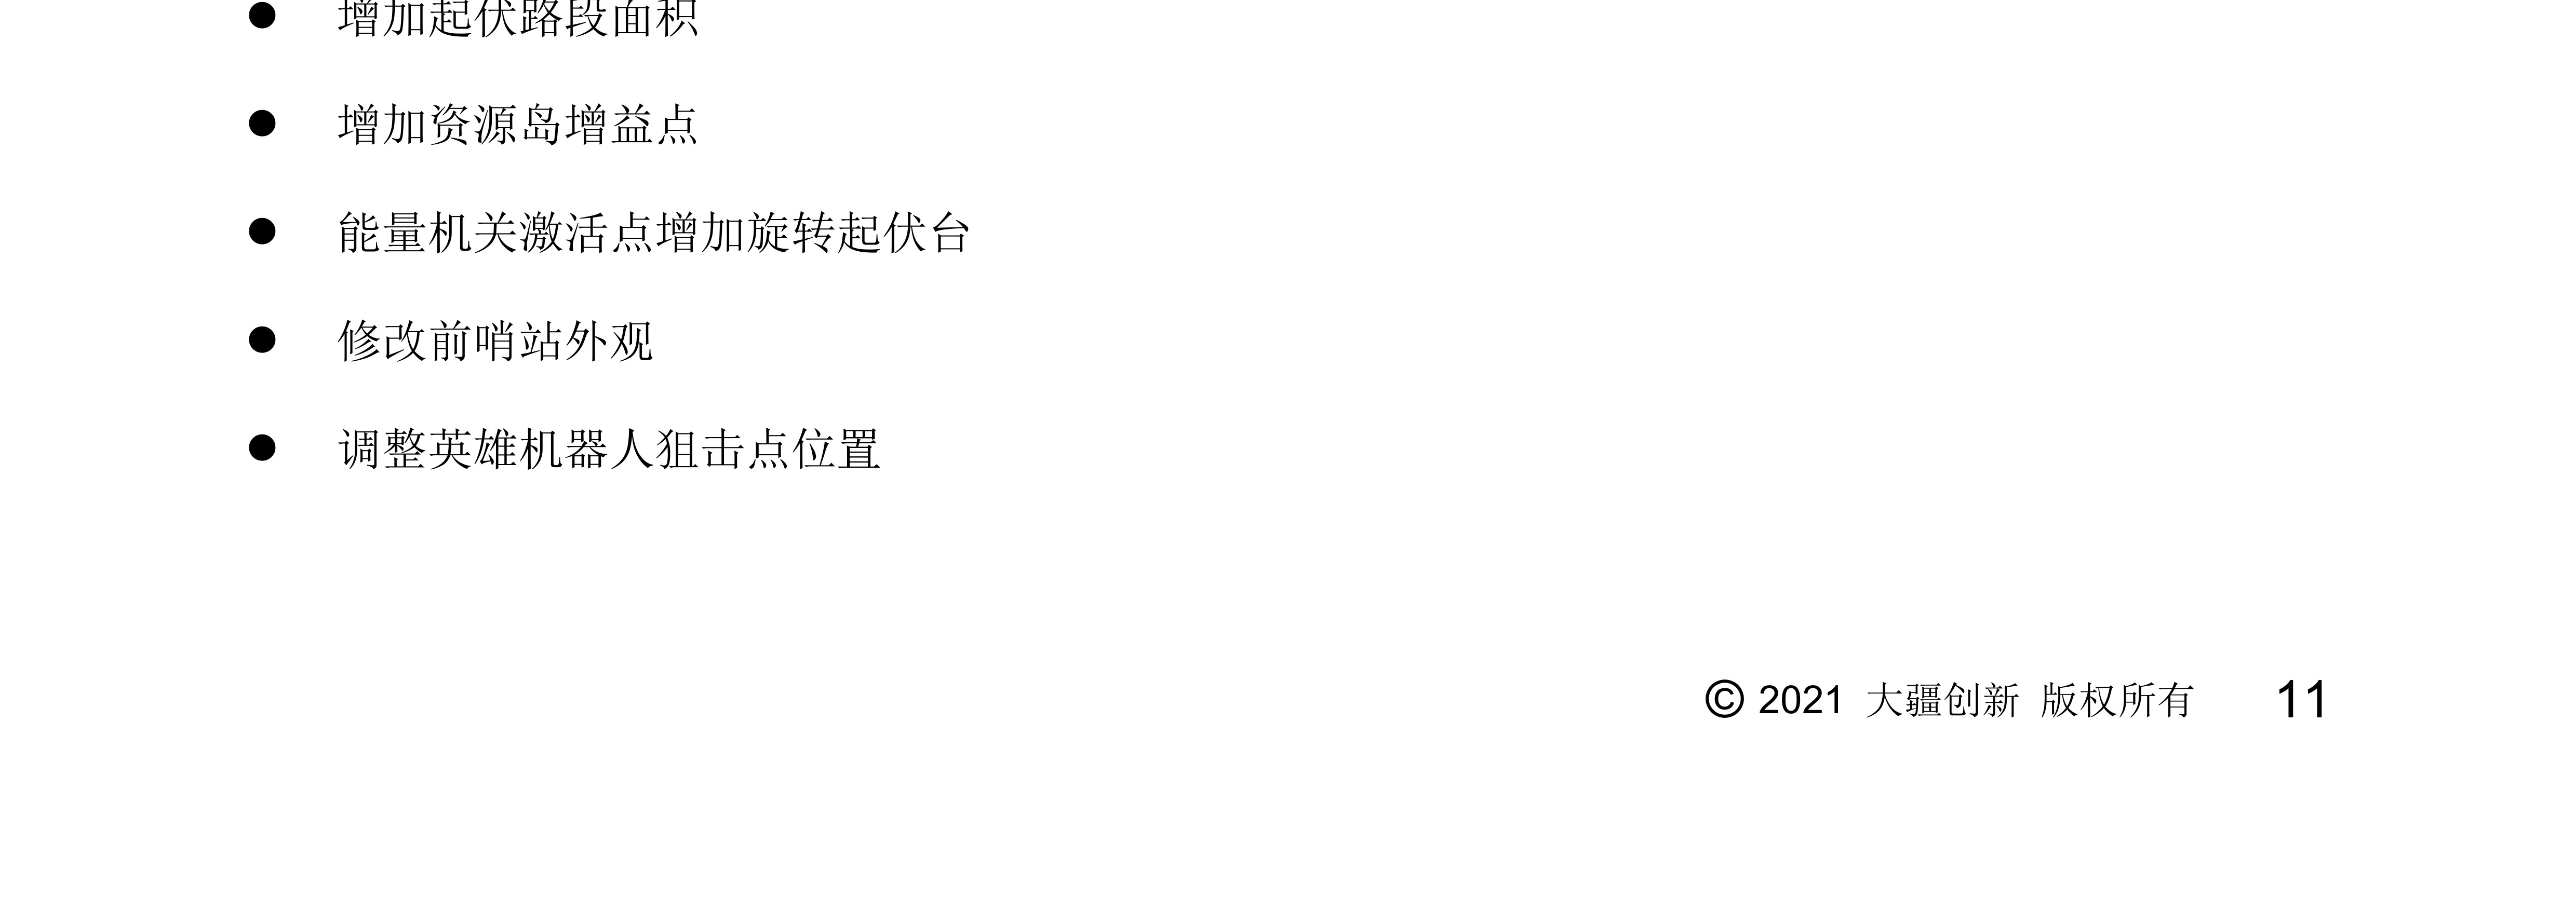 ● 增加起伏路段面积
● 增加资源岛增益点
● 能量机关激活点增加旋转起伏台
● 修改前哨站外观
● 调整英雄机器人狙击点位置
© 2021 大疆创新 版权所有 11